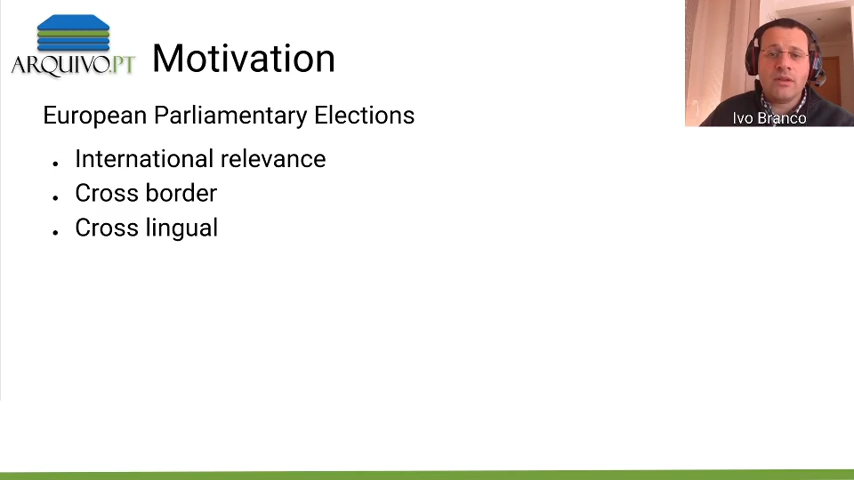 ARQUIVO.PT
Motivation
Ivo Branco
European Parliamentary Elections
• International relevance
• Cross border
• Cross lingual